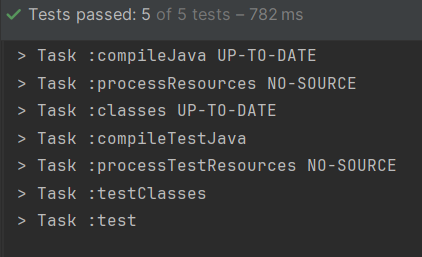 Tests passed: 5 of 5 tests – 782 ms
> Task :compileJava UP-TO-DATE
> Task :processResources NO-SOURCE
> Task :classes UP-TO-DATE
> Task :compileTestJava
> Task :processTestResources NO-SOURCE
> Task :testClasses
> Task :test